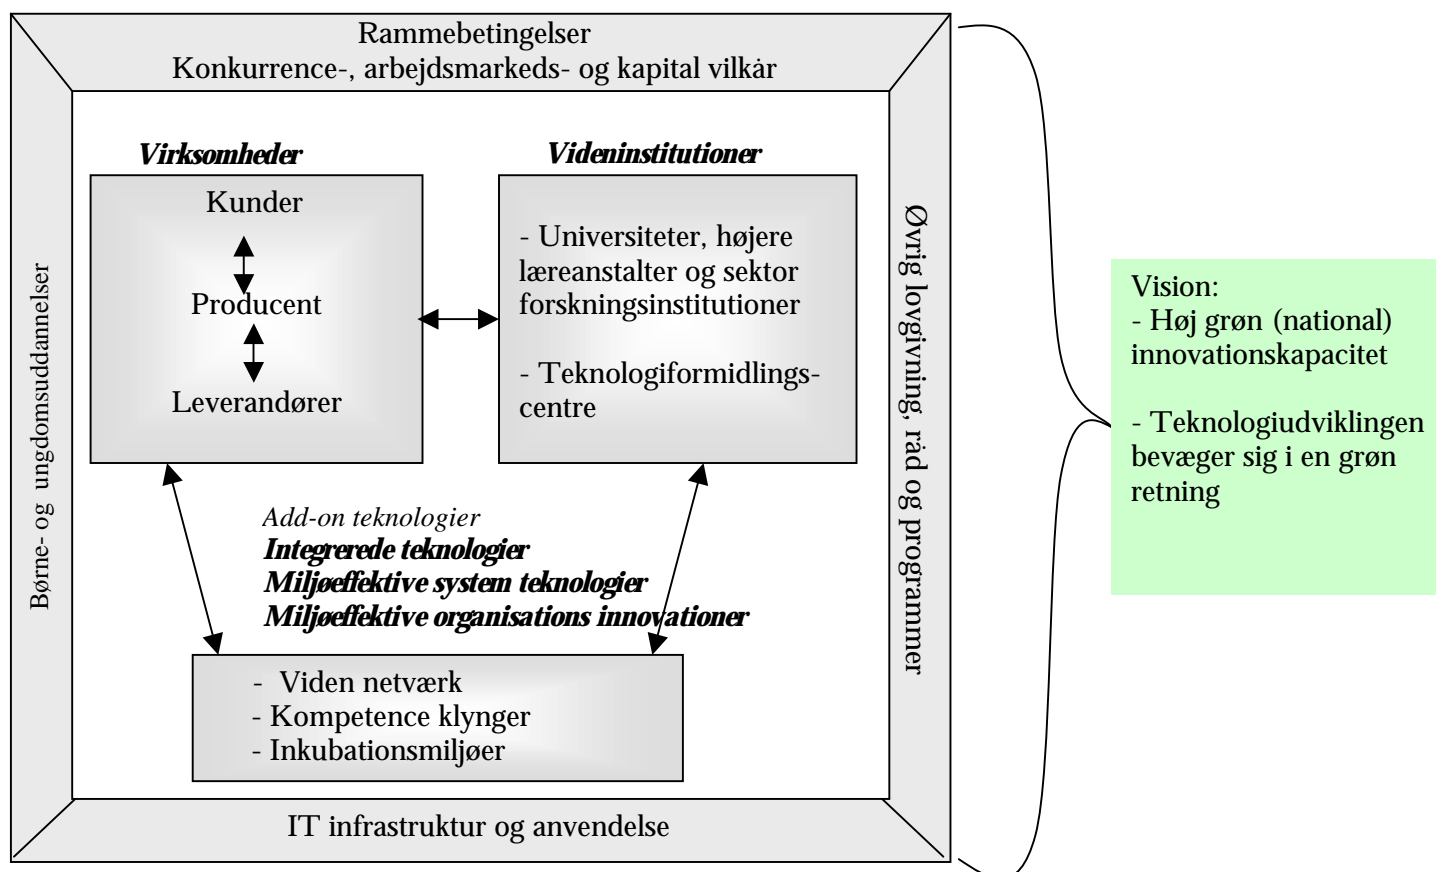 Rammebetingelser
Konkurrence-, arbejdsmarkeds- og kapital vilkår
Børne- og ungdomsuddannelser
Virksomheder
Kunder
Producent
Leverandører
Videninstitutioner
- Universiteter, højere
læreanstalter og sektor
forskningsinstitutioner
- Teknologiformidlings-
centre
Add-on teknologier
Integrerede teknologier
Miljøeffektive system teknologier
Miljøeffektive organisations innovationer
- Viden netværk
- Kompetence klynger
- Inkubationsmiljøer
Øvrig lovgivning, råd og programmer
IT infrastruktur og anvendelse
Vision:
- Høj grøn (national)
innovationskapacitet
- Teknologiudviklingen
bevæger sig i en grøn
retning